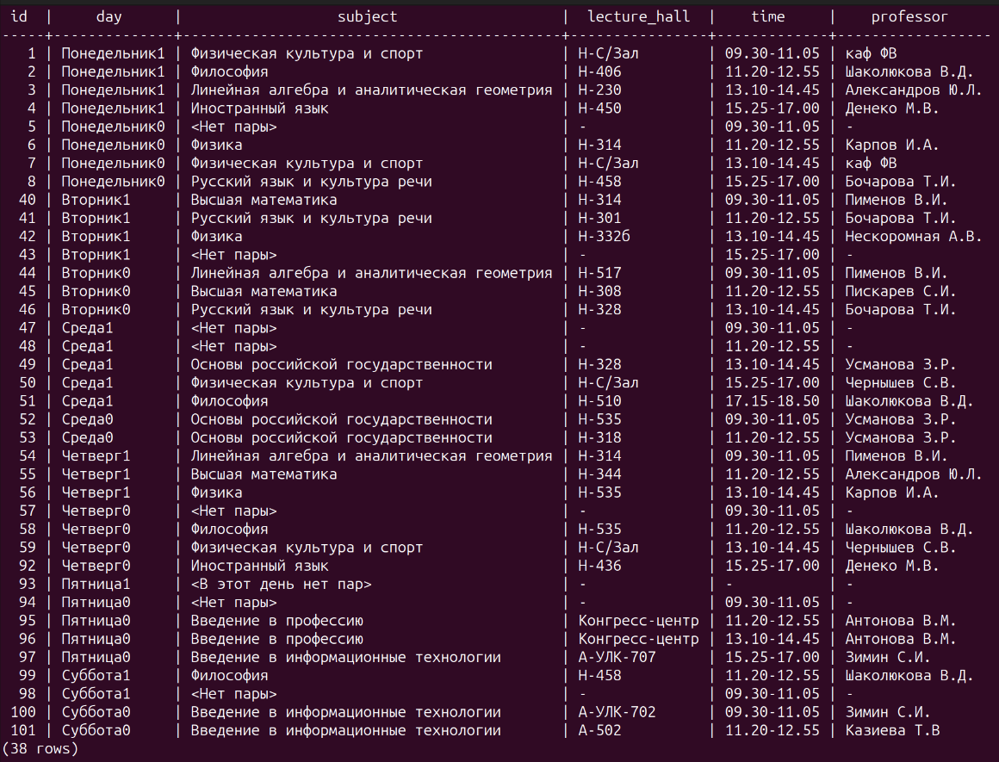 id  |     day      |                  subject                   |  lecture_hall  |    time     |    professor
-----+--------------+--------------------------------------------+----------------+-------------+------------------
   1 | Понедельник1 | Физическая культура и спорт                | Н-С/Зал        | 09.30-11.05 | каф ФВ
   2 | Понедельник1 | Философия                                  | Н-406          | 11.20-12.55 | Шаколюкова В.Д.
   3 | Понедельник1 | Линейная алгебра и аналитическая геометрия | Н-230          | 13.10-14.45 | Александров Ю.Л.
   4 | Понедельник1 | Иностранный язык                           | Н-450          | 15.25-17.00 | Денеко М.В.
   5 | Понедельник0 | <Нет пары>                                 | -              | 09.30-11.05 | -
   6 | Понедельник0 | Физика                                     | Н-314          | 11.20-12.55 | Карпов И.А.
   7 | Понедельник0 | Физическая культура и спорт                | Н-С/Зал        | 13.10-14.45 | каф ФВ
   8 | Понедельник0 | Русский язык и культура речи               | Н-458          | 15.25-17.00 | Бочарова Т.И.
  40 | Вторник1     | Высшая математика                          | Н-314          | 09.30-11.05 | Пименов В.И.
  41 | Вторник1     | Русский язык и культура речи               | Н-301          | 11.20-12.55 | Бочарова Т.И.
  42 | Вторник1     | Физика                                     | Н-332б         | 13.10-14.45 | Нескоромная А.В.
  43 | Вторник1     | <Нет пары>                                 | -              | 15.25-17.00 | -
  44 | Вторник0     | Линейная алгебра и аналитическая геометрия | Н-517          | 09.30-11.05 | Пименов В.И.
  45 | Вторник0     | Высшая математика                          | Н-308          | 11.20-12.55 | Пискарев С.И.
  46 | Вторник0     | Русский язык и культура речи               | Н-328          | 13.10-14.45 | Бочарова Т.И.
  47 | Среда1       | <Нет пары>                                 | -              | 09.30-11.05 | -
  48 | Среда1       | <Нет пары>                                 | -              | 11.20-12.55 | -
  49 | Среда1       | Основы российской государственности        | Н-328          | 13.10-14.45 | Усманова З.Р.
  50 | Среда1       | Физическая культура и спорт                | Н-С/Зал        | 15.25-17.00 | Чернышев С.В.
  51 | Среда1       | Философия                                  | Н-510          | 17.15-18.50 | Шаколюкова В.Д.
  52 | Среда0       | Основы российской государственности        | Н-535          | 09.30-11.05 | Усманова З.Р.
  53 | Среда0       | Основы российской государственности        | Н-318          | 11.20-12.55 | Усманова З.Р.
  54 | Четверг1     | Линейная алгебра и аналитическая геометрия | Н-314          | 09.30-11.05 | Пименов В.И.
  55 | Четверг1     | Высшая математика                          | Н-344          | 11.20-12.55 | Александров Ю.Л.
  56 | Четверг1     | Физика                                     | Н-535          | 13.10-14.45 | Карпов И.А.
  57 | Четверг0     | <Нет пары>                                 | -              | 09.30-11.05 | -
  58 | Четверг0     | Философия                                  | Н-535          | 11.20-12.55 | Шаколюкова В.Д.
  59 | Четверг0     | Физическая культура и спорт                | Н-С/Зал        | 13.10-14.45 | Чернышев С.В.
  92 | Четверг0     | Иностранный язык                           | Н-436          | 15.25-17.00 | Денеко М.В.
  93 | Пятница1     | <В этот день нет пар>                      | -              | -           | -
  94 | Пятница0     | <Нет пары>                                 | -              | 09.30-11.05 | -
  95 | Пятница0     | Введение в профессию                       | Конгресс-центр | 11.20-12.55 | Антонова В.М.
  96 | Пятница0     | Введение в профессию                       | Конгресс-центр | 13.10-14.45 | Антонова В.М.
  97 | Пятница0     | Введение в информационные технологии       | А-УЛК-707      | 15.25-17.00 | Зимин С.И.
  99 | Суббота1     | Философия                                  | Н-458          | 11.20-12.55 | Шаколюкова В.Д.
  98 | Суббота1     | <Нет пары>                                 | -              | 09.30-11.05 | -
 100 | Суббота0     | Введение в информационные технологии       | А-УЛК-702      | 09.30-11.05 | Зимин С.И.
 101 | Суббота0     | Введение в информационные технологии       | А-502          | 11.20-12.55 | Казиева Т.В
(38 rows)